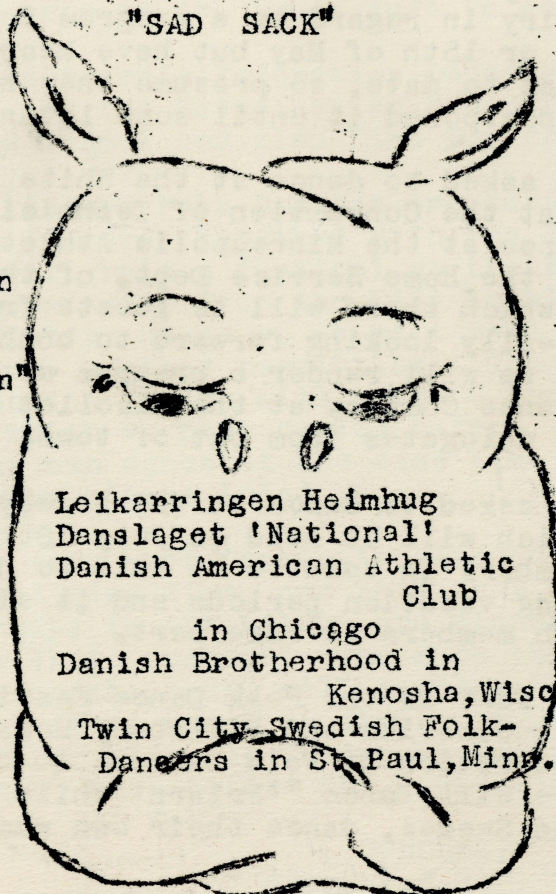 "SAD SACK"
n
n"
Leikarringen Heimhug
Danslaget 'National'
Danish American Athletic
Club
in Chicago
Danish Brotherhood in
Kenosha,Wisc
Twin City Swedish Folk-
Dancers in St.Paul,Minn.